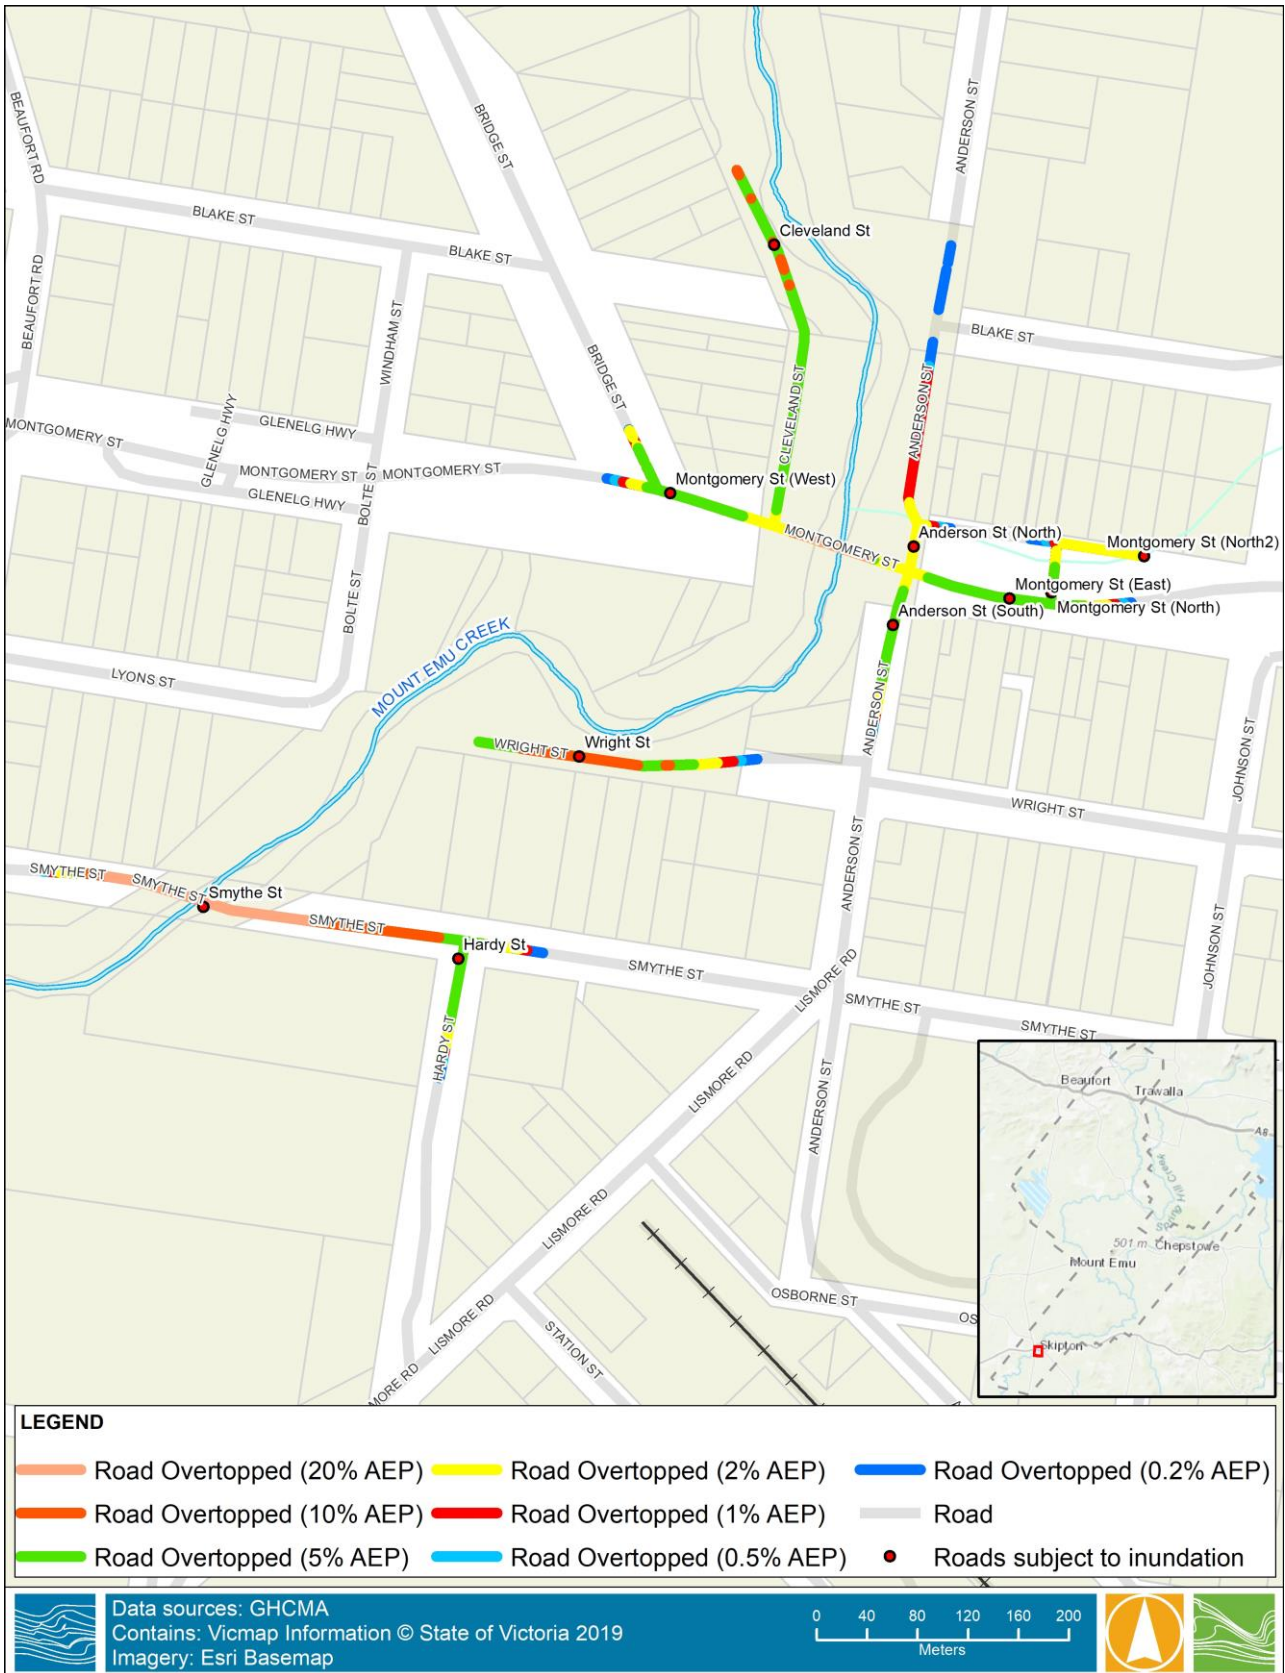 BEAUFORT RD
BRIDGE ST
ANDERSON ST
BLAKE ST
BLAKE ST
Cleveland St
BEAUFORT RD
WINDHAM ST
BRIDGE ST
BLAKE ST
CLEVELAND ST
ANDERSON ST
GLENELG HWY
GLENELG HWY
MONTGOMERY ST
MONTGOMERY ST
MONTGOMERY ST
GLENELG HWY
BOLTE ST
Montgomery St (West)
MONTGOMERY ST
Anderson St (North)
Montgomery St (North2)
Montgomery St (East)
Montgomery St (North)
Anderson St (South)
BOLTE ST
MOUNT EMU CREEK
LYONS ST
ANDERSON ST
WRIGHT ST
Wright St
JOHNSON ST
WRIGHT ST
ANDERSON ST
SMYTHE ST
SMYTHE ST
Smythe St
SMYTHE ST
Hardy St
SMYTHE ST
LISMORE RD
SMYTHE ST
SMYTHE ST
JOHNSON ST
HARDY ST
LISMORE RD
ANDERSON ST
LISMORE RD
OSBORNE ST
OS
LISMORE RD
STATION ST
MORE RD
A
Beaufort
Trawalla
A8
Spring Hill Creek
501 m
Chepstowe
Mount Emu
Skipton
LEGEND
Road Overtopped (20% AEP)
Road Overtopped (2% AEP)
Road Overtopped (0.2% AEP)
Road Overtopped (10% AEP)
Road Overtopped (1% AEP)
Road
Road Overtopped (5% AEP)
Road Overtopped (0.5% AEP)
Roads subject to inundation
Data sources: GHCMA
Contains: Vicmap Information © State of Victoria 2019
Imagery: Esri Basemap
0 40 80 120 160 200
Meters